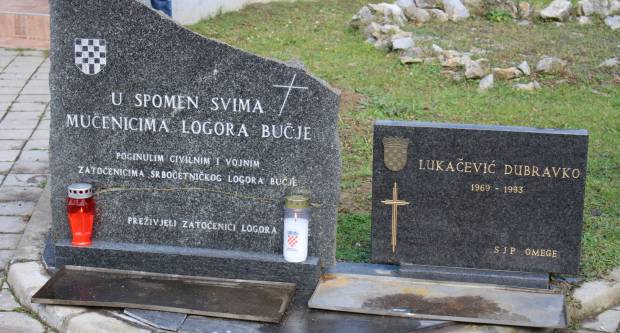 U SPOMEN SVIMA
MUČENICIMA LOGORA BUČJE
POGINULIM CIVILNIM I VOJNIM
ZATOČENICIMA SRBOČETNIČKOG LOGORA BUČJE
PREŽIVJELI ZATOČENICI LOGORA
LUKAČEVIĆ DUBRAVKO
1969 - 1993
SJP OMEGE